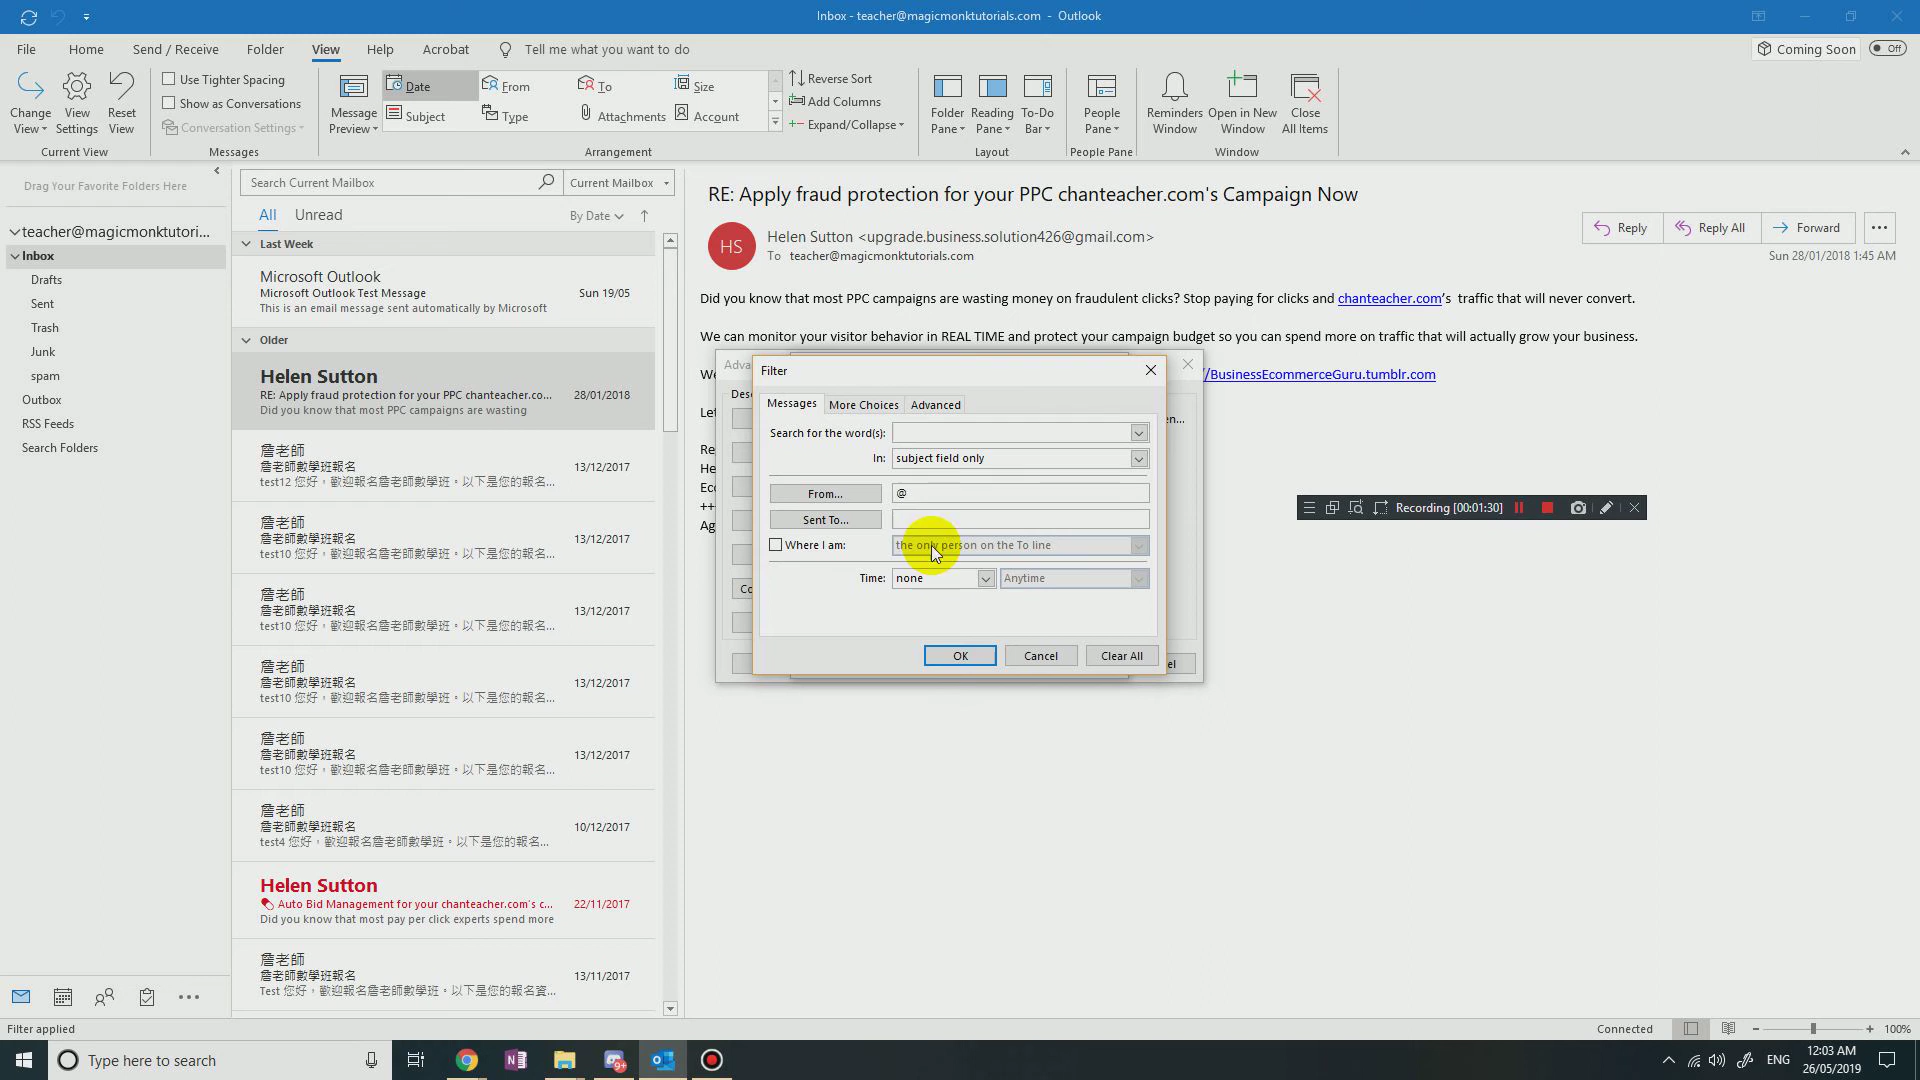 Inbox - teacher@magicmonktutorials.com - Outlook
File Home Send / Receive Folder View Help Acrobat Tell me what you want to do Coming Soon Off
Change View View Settings Reset View
Current View
Use Tighter Spacing
Show as Conversations
Conversation Settings
Messages
Message Preview
Date From To Size
Subject Type Attachments Account
Reverse Sort
Add Columns
Expand/Collapse
Arrangement
Folder Pane Reading Pane To-Do Bar
Layout
People Pane
People Pane
Reminders Window Open in New Window Close All Items
Window
Drag Your Favorite Folders Here
teacher@magicmonktutori...
Inbox
Drafts
Sent
Trash
Junk
spam
Outbox
RSS Feeds
Search Folders
Search Current Mailbox Current Mailbox
All Unread By Date
Last Week
Microsoft Outlook
Microsoft Outlook Test Message Sun 19/05
This is an email message sent automatically by Microsoft
Older
Helen Sutton
RE: Apply fraud protection for your PPC chanteacher.co... 28/01/2018
Did you know that most PPC campaigns are wasting
詹老師
詹老師數學班報名 13/12/2017
test12 您好，歡迎報名詹老師數學班。以下是您的報名...
詹老師
詹老師數學班報名 13/12/2017
test10 您好，歡迎報名詹老師數學班。以下是您的報名...
詹老師
詹老師數學班報名 13/12/2017
test10 您好，歡迎報名詹老師數學班。以下是您的報名...
詹老師
詹老師數學班報名 13/12/2017
test10 您好，歡迎報名詹老師數學班。以下是您的報名...
詹老師
詹老師數學班報名 13/12/2017
test10 您好，歡迎報名詹老師數學班。以下是您的報名...
詹老師
詹老師數學班報名 10/12/2017
test4 您好，歡迎報名詹老師數學班。以下是您的報名...
Helen Sutton
Auto Bid Management for your chanteacher.com's c... 22/11/2017
Did you know that most pay per click experts spend more
詹老師
詹老師數學班報名 13/11/2017
Test 您好，歡迎報名詹老師數學班。以下是您的報名資...
RE: Apply fraud protection for your PPC chanteacher.com's Campaign Now
HS
Helen Sutton <upgrade.business.solution426@gmail.com>
To teacher@magicmonktutorials.com
Reply Reply All Forward
Sun 28/01/2018 1:45 AM
Did you know that most PPC campaigns are wasting money on fraudulent clicks? Stop paying for clicks and chanteacher.com's traffic that will never convert.
We can monitor your visitor behavior in REAL TIME and protect your campaign budget so you can spend more on traffic that will actually grow your business.
/BusinessEcommerceGuru.tumblr.com
Filter
Messages More Choices Advanced
Search for the word(s):
In: subject field only
From... @
Sent To...
Where I am: the only person on the To line
Time: none Anytime
OK Cancel Clear All
Recording [00:01:30]
Filter applied Connected 100%
Type here to search
ENG 12:03 AM
26/05/2019